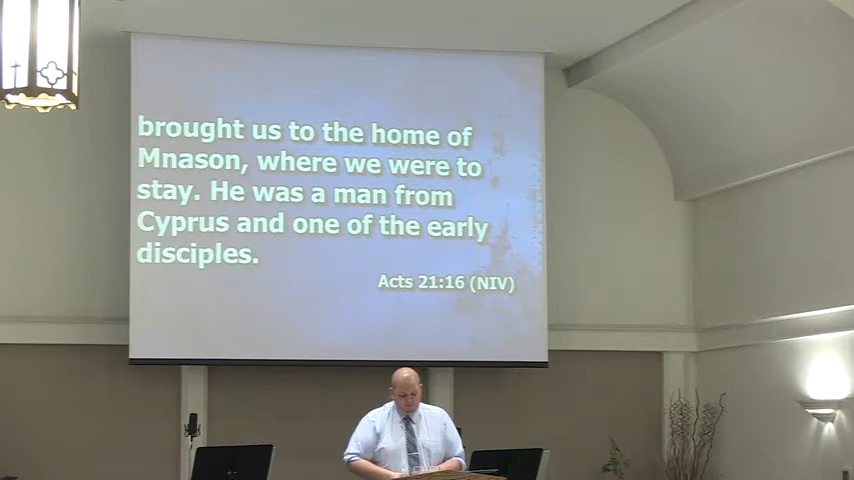 brought us to the home of
Mnason, where we were to
stay. He was a man from
Cyprus and one of the early
disciples.
Acts 21:16 (NIV)